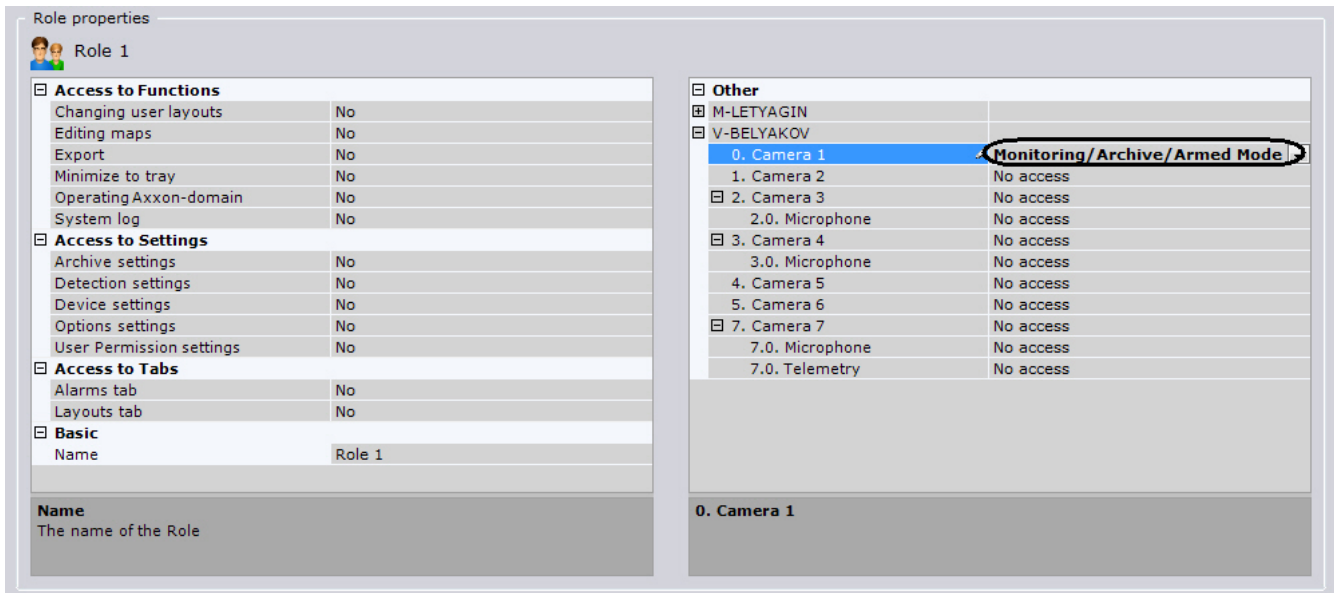 Role properties
Role 1
Access to Functions
Changing user layouts No
Editing maps No
Export No
Minimize to tray No
Operating Axxon-domain No
System log No
Access to Settings
Archive settings No
Detection settings No
Device settings No
Options settings No
User Permission settings No
Access to Tabs
Alarms tab No
Layouts tab No
Basic
Name Role 1
Name
The name of the Role
Other
M-LETYAGIN
V-BELYAKOV
0. Camera 1 Monitoring/Archive/Armed Mode
1. Camera 2 No access
2. Camera 3 No access
2.0. Microphone No access
3. Camera 4 No access
3.0. Microphone No access
4. Camera 5 No access
5. Camera 6 No access
7. Camera 7 No access
7.0. Microphone No access
7.0. Telemetry No access
0. Camera 1